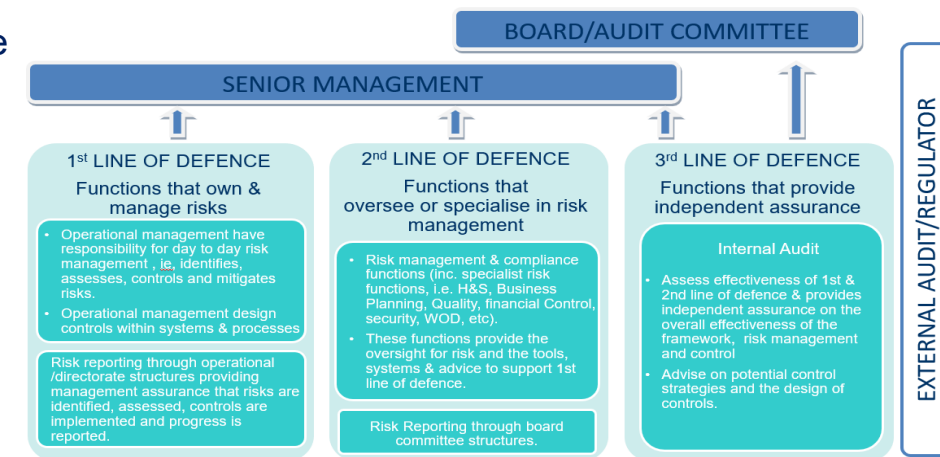 e
BOARD/AUDIT COMMITTEE
SENIOR MANAGEMENT
1st LINE OF DEFENCE
Functions that own &
manage risks
• Operational management have
responsibility for day to day risk
management , ie, identifies,
assesses, controls and mitigates
risks.
• Operational management design
controls within systems & processes
Risk reporting through operational
/directorate structures providing
management assurance that risks are
identified, assessed, controls are
implemented and progress is
reported.
2nd LINE OF DEFENCE
Functions that
oversee or specialise in risk
management
• Risk management & compliance
functions (inc. specialist risk
functions, i.e. H&S, Business
Planning, Quality, financial Control,
security, WOD, etc).
• These functions provide the
oversight for risk and the tools,
systems & advice to support 1st
line of defence.
Risk Reporting through board
committee structures.
3rd LINE OF DEFENCE
Functions that provide
independent assurance
Internal Audit
• Assess effectiveness of 1st &
2nd line of defence & provides
independent assurance on the
overall effectiveness of the
framework, risk management
and control
• Advise on potential control
strategies and the design of
controls.
EXTERNAL AUDIT/REGULATOR